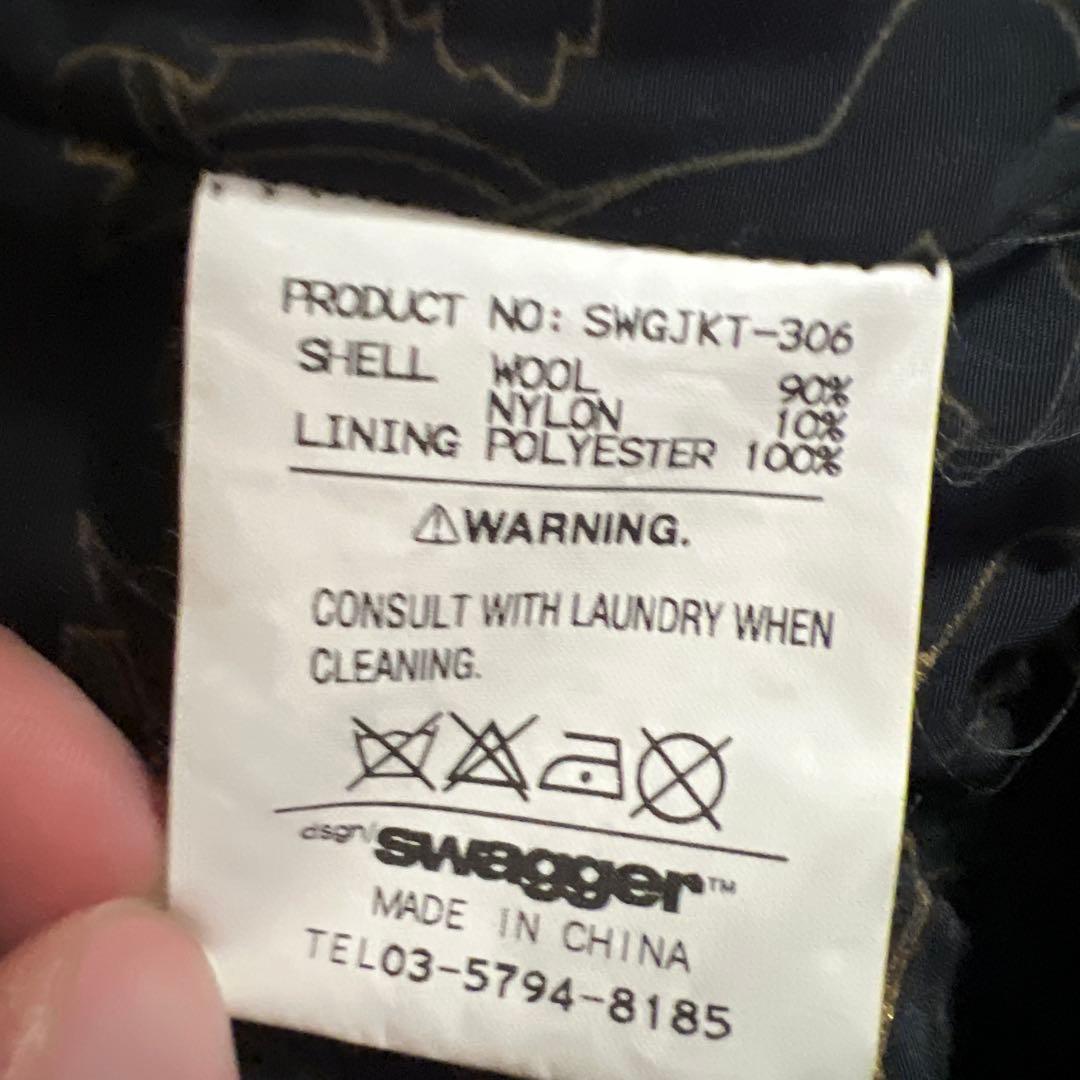 PRODUCT NO: SWGJKT-306
SHELL WOOL 90%
NYLON 10%
LINING POLYESTER 100%
⚠WARNING.
CONSULT WITH LAUNDRY WHEN
CLEANING.
dsgn/swagger™
MADE IN CHINA
TEL03-5794-8185